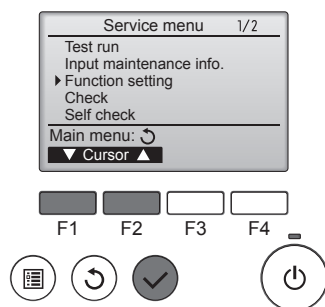 Service menu 1/2
Test run
Input maintenance info.
Function setting
Check
Self check
Main menu:
Cursor
F1 F2 F3 F4